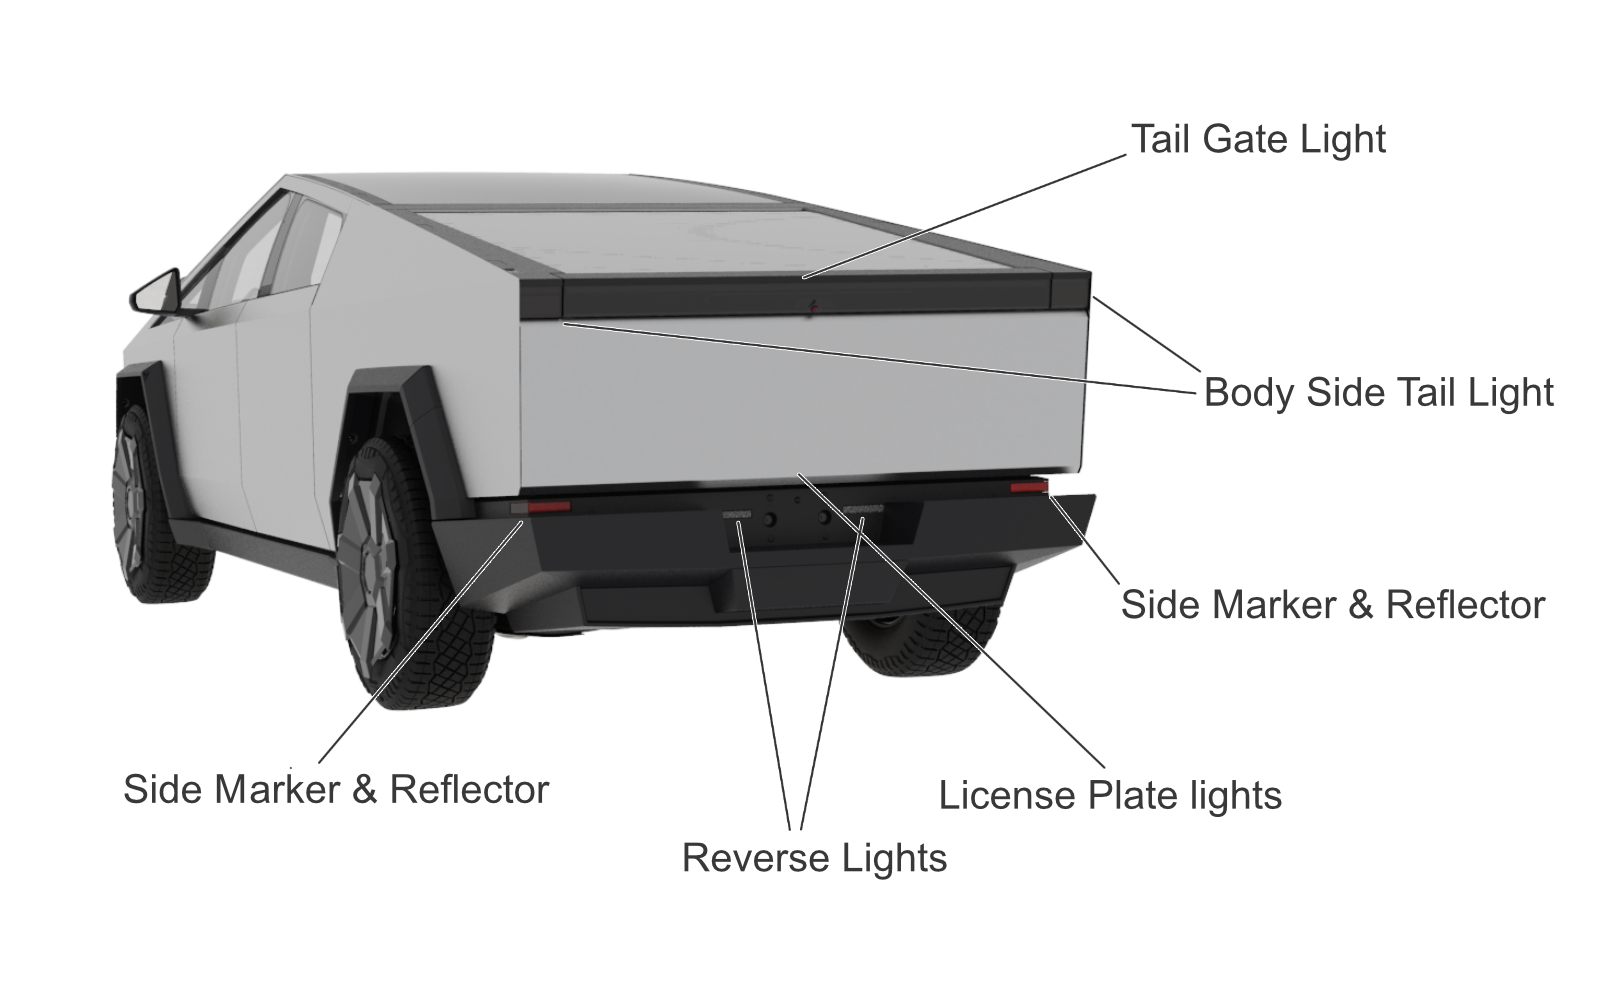 Tail Gate Light
Body Side Tail Light
Side Marker & Reflector
Side Marker & Reflector
License Plate lights
Reverse Lights